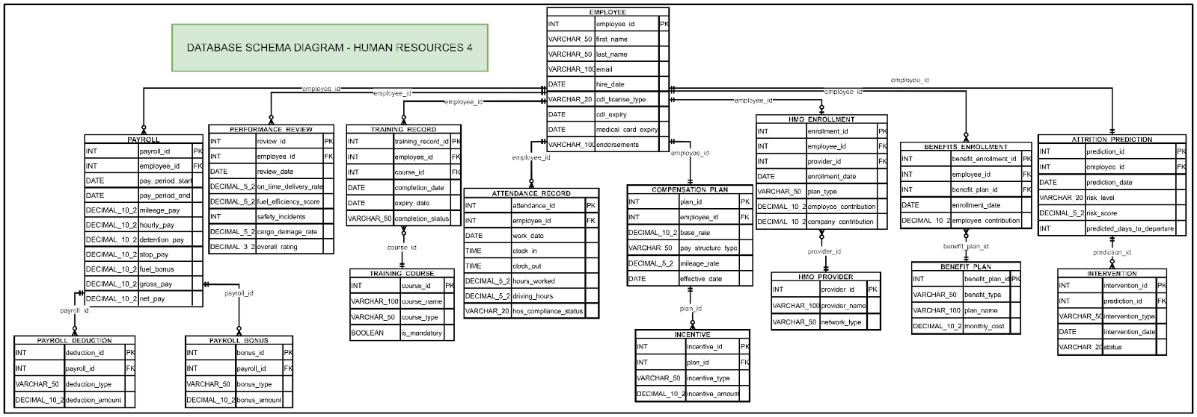 DATABASE SCHEMA DIAGRAM - HUMAN RESOURCES 4
EMPLOYEE
INT employee_id PK
VARCHAR_50 first_name
VARCHAR_50 last_name
VARCHAR_100 email
DATE hire_date
VARCHAR_20 cdl_license_type
DATE cdl_expiry
DATE medical_card_expiry
VARCHAR_100 endorsements
employee_id
employee_id
employee_id
employee_id
employee_id
employee_id
employee_id
employee_id
PAYROLL
INT payroll_id PK
INT employee_id FK
DATE pay_period_start
DATE pay_period_end
DECIMAL_10_2 mileage_pay
DECIMAL_10_2 hourly_pay
DECIMAL_10_2 detention_pay
DECIMAL_10_2 stop_pay
DECIMAL_10_2 fuel_bonus
DECIMAL_10_2 gross_pay
DECIMAL_10_2 net_pay
PERFORMANCE_REVIEW
INT review_id PK
INT employee_id FK
DATE review_date
DECIMAL_5_2 on_time_delivery_rate
DECIMAL_5_2 fuel_efficiency_score
INT safety_incidents
DECIMAL_5_2 cargo_damage_rate
DECIMAL_3_2 overall_rating
TRAINING_RECORD
INT training_record_id PK
INT employee_id FK
INT course_id FK
DATE completion_date
DATE expiry_date
VARCHAR_50 completion_status
course_id
TRAINING_COURSE
INT course_id PK
VARCHAR_100 course_name
VARCHAR_50 course_type
BOOLEAN is_mandatory
ATTENDANCE_RECORD
INT attendance_id PK
INT employee_id FK
DATE work_date
TIME clock_in
TIME clock_out
DECIMAL_5_2 hours_worked
DECIMAL_5_2 driving_hours
VARCHAR_20 hos_compliance_status
COMPENSATION_PLAN
INT plan_id PK
INT employee_id FK
DECIMAL_10_2 base_rate
VARCHAR_50 pay_structure_type
DECIMAL_5_2 mileage_rate
DATE effective_date
plan_id
INCENTIVE
INT incentive_id PK
INT plan_id FK
VARCHAR_50 incentive_type
DECIMAL_10_2 incentive_amount
HMO_ENROLLMENT
INT enrollment_id PK
INT employee_id FK
INT provider_id FK
DATE enrollment_date
VARCHAR_50 plan_type
DECIMAL_10_2 employee_contribution
DECIMAL_10_2 company_contribution
provider_id
HMO_PROVIDER
INT provider_id PK
VARCHAR_100 provider_name
VARCHAR_50 network_type
BENEFITS_ENROLLMENT
INT benefit_enrollment_id PK
INT employee_id FK
INT benefit_plan_id FK
DATE enrollment_date
DECIMAL_10_2 employee_contribution
benefit_plan_id
BENEFIT_PLAN
INT benefit_plan_id PK
VARCHAR_50 benefit_type
VARCHAR_100 plan_name
DECIMAL_10_2 monthly_cost
ATTRITION_PREDICTION
INT prediction_id PK
INT employee_id FK
DATE prediction_date
VARCHAR_20 risk_level
DECIMAL_5_2 risk_score
INT predicted_days_to_departure
prediction_id
INTERVENTION
INT intervention_id PK
INT prediction_id FK
VARCHAR_50 intervention_type
DATE intervention_date
VARCHAR_20 status
payroll_id
payroll_id
PAYROLL_DEDUCTION
INT deduction_id PK
INT payroll_id FK
VARCHAR_50 deduction_type
DECIMAL_10_2 deduction_amount
PAYROLL_BONUS
INT bonus_id PK
INT payroll_id FK
VARCHAR_50 bonus_type
DECIMAL_10_2 bonus_amount